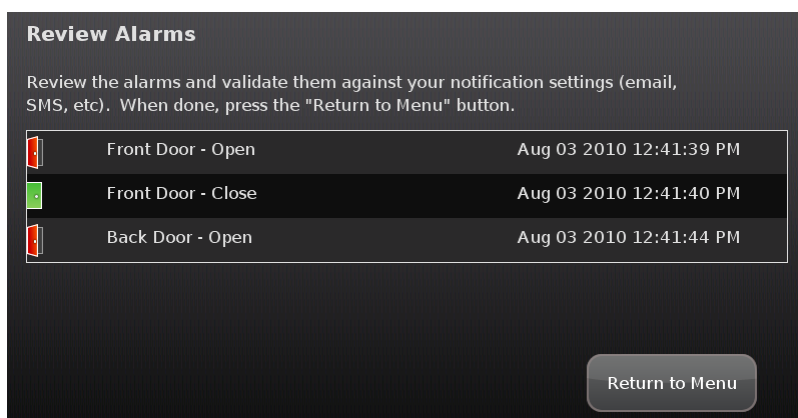 Review Alarms
Review the alarms and validate them against your notification settings (email,
SMS, etc).  When done, press the "Return to Menu" button.
Front Door - Open Aug 03 2010 12:41:39 PM
Front Door - Close Aug 03 2010 12:41:40 PM
Back Door - Open Aug 03 2010 12:41:44 PM
Return to Menu